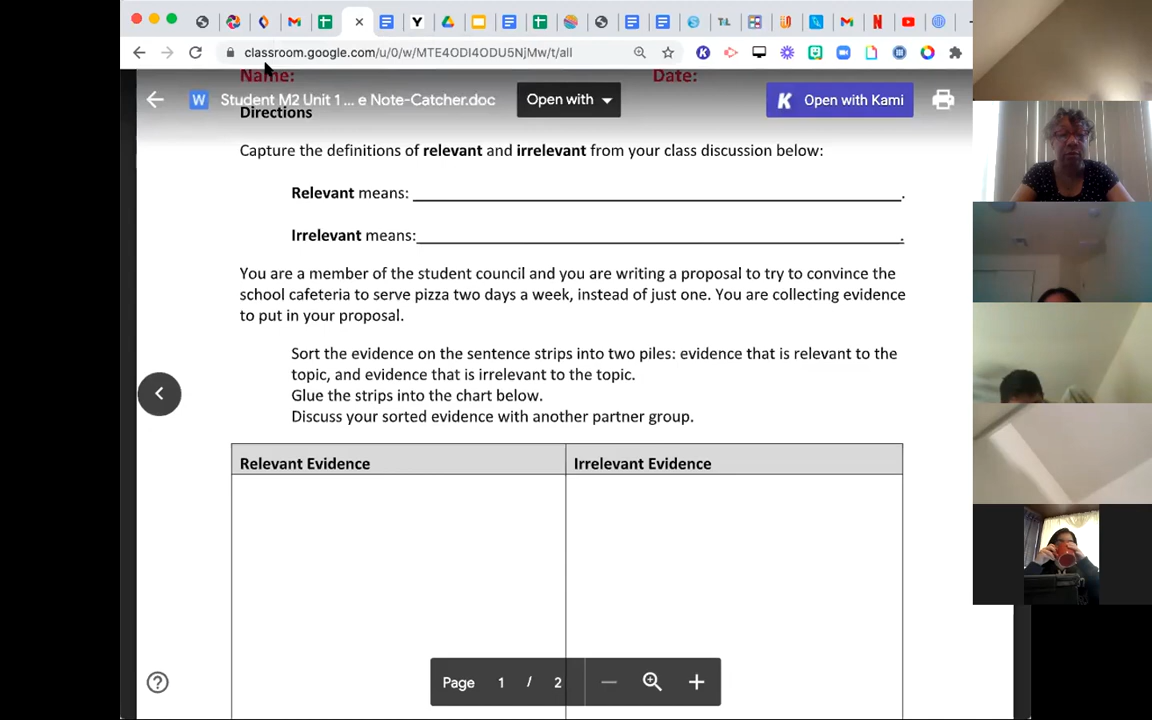 classroom.google.com/u/0/w/MTE4ODI4ODU5NjMw/t/all
Name: Date:
Student M2 Unit 1 ... e Note-Catcher.doc
Open with
Open with Kami
Directions
Capture the definitions of relevant and irrelevant from your class discussion below:
Relevant means: ______.
Irrelevant means: ______.
You are a member of the student council and you are writing a proposal to try to convince the
school cafeteria to serve pizza two days a week, instead of just one. You are collecting evidence
to put in your proposal.
Sort the evidence on the sentence strips into two piles: evidence that is relevant to the
topic, and evidence that is irrelevant to the topic.
Glue the strips into the chart below.
Discuss your sorted evidence with another partner group.
Relevant Evidence Irrelevant Evidence
Page 1 / 2